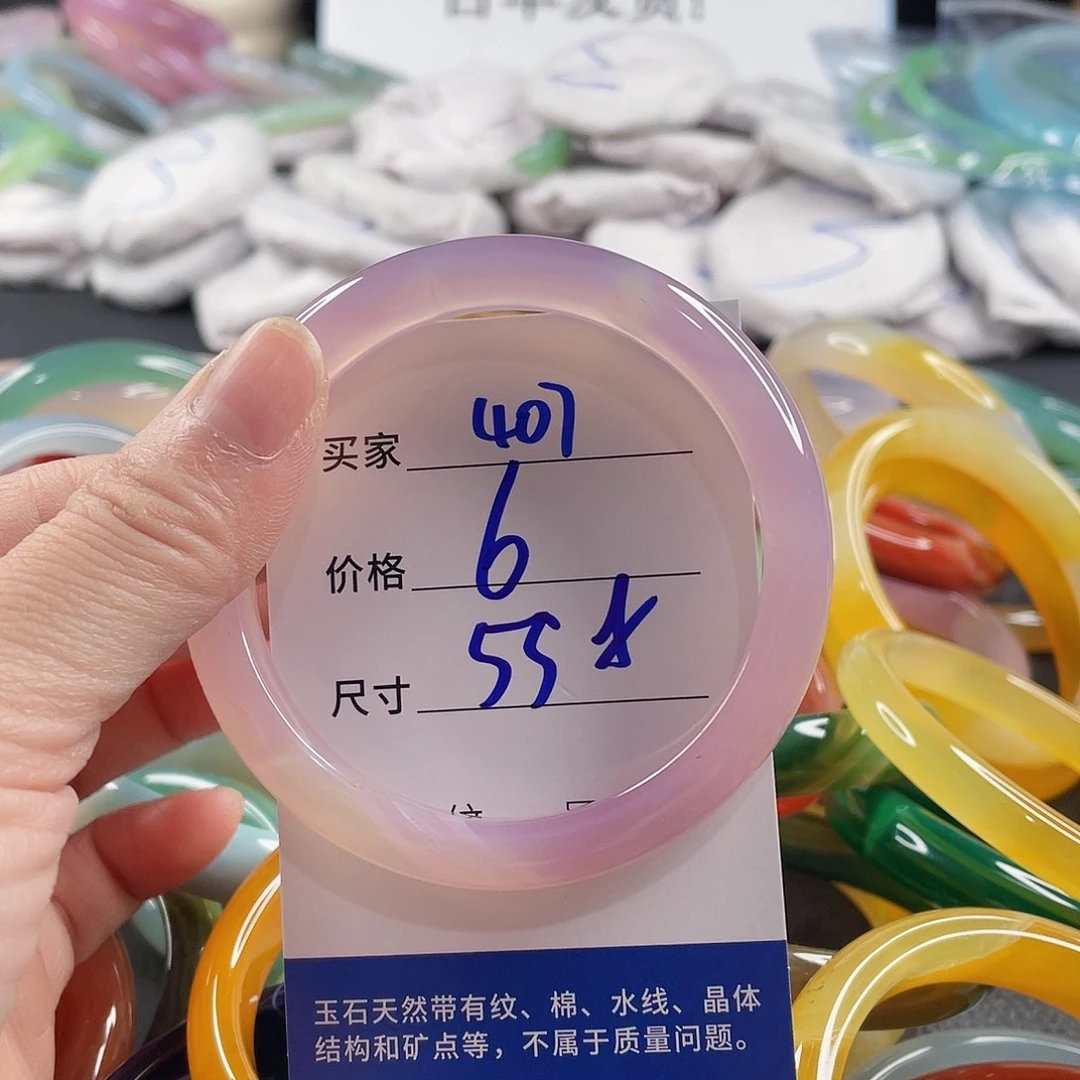 买家 407
价格 6
尺寸 55
玉石天然带有纹、棉、水线、晶体
结构和矿点等，不属于质量问题。